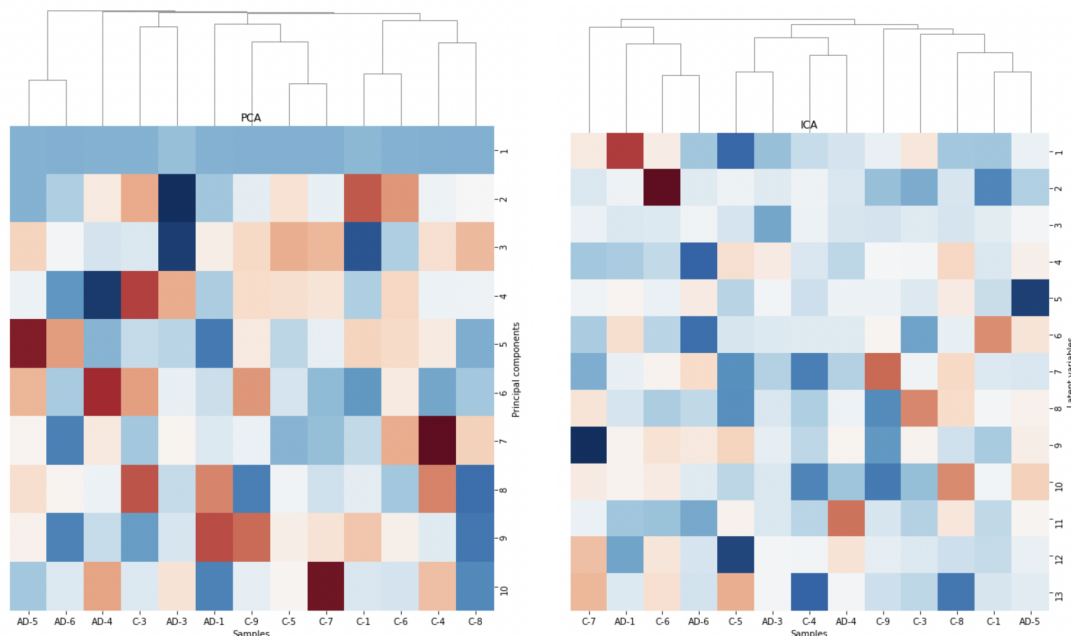 PCA
1
2
3
4
5
6
7
8
9
10
Principal components
AD-5 AD-6 AD-4 C-3 AD-3 AD-1 C-9 C-5 C-7 C-1 C-6 C-4 C-8
Samples
ICA
1
2
3
4
5
6
7
8
9
10
11
12
13
Latent variables
C-7 AD-1 C-6 AD-6 C-5 AD-3 C-4 AD-4 C-9 C-3 C-8 C-1 AD-5
Samples